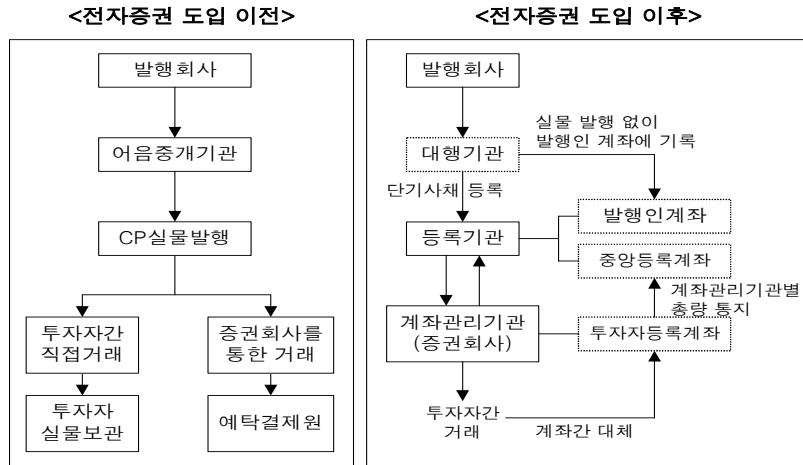 <전자증권 도입 이전>
발행회사
어음중개기관
CP실물발행
투자자간
직접거래
증권회사를
통한 거래
투자자
실물보관
예탁결제원
<전자증권 도입 이후>
발행회사
실물 발행 없이
발행인 계좌에 기록
대행기관
단기사채 등록
발행인계좌
등록기관
중앙등록계좌
계좌관리기관별
총량 통지
계좌관리기관
(증권회사)
투자자등록계좌
투자자간
거래
계좌간 대체